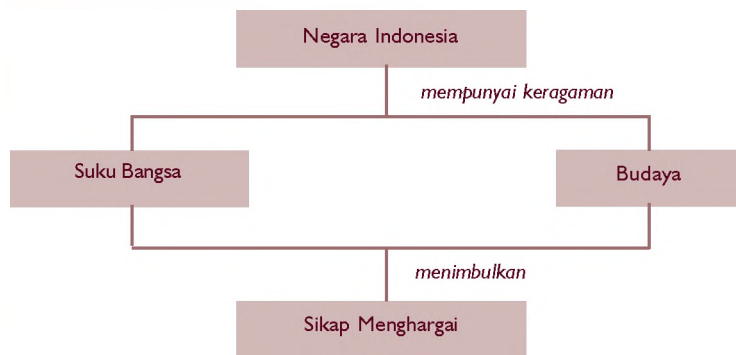 Negara Indonesia
mempunyai keragaman
Suku Bangsa
Budaya
menimbulkan
Sikap Menghargai